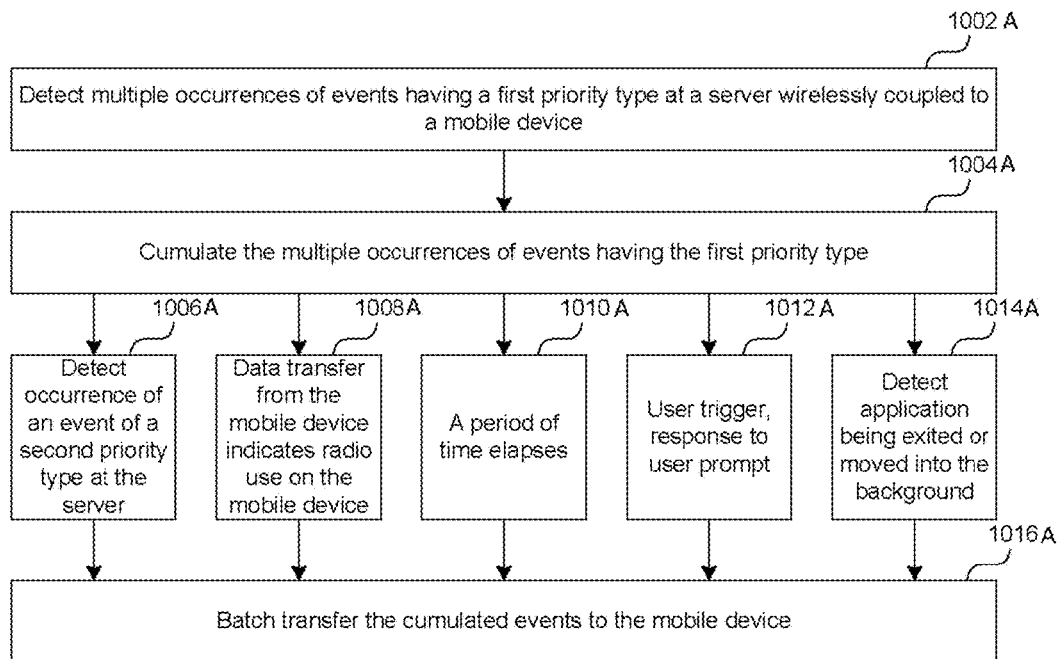 1002 A
Detect multiple occurrences of events having a first priority type at a server wirelessly coupled to
a mobile device
1004 A
Cumulate the multiple occurrences of events having the first priority type
1006A
1008A
1010 A
1012 A
1014A
Detect
occurrence of
an event of a
second priority
type at the
server
Data transfer
from the
mobile device
indicates radio
use on the
mobile device
A period of
time elapses
User trigger,
response to
user prompt
Detect
application
being exited or
moved into the
background
1016 A
Batch transfer the cumulated events to the mobile device